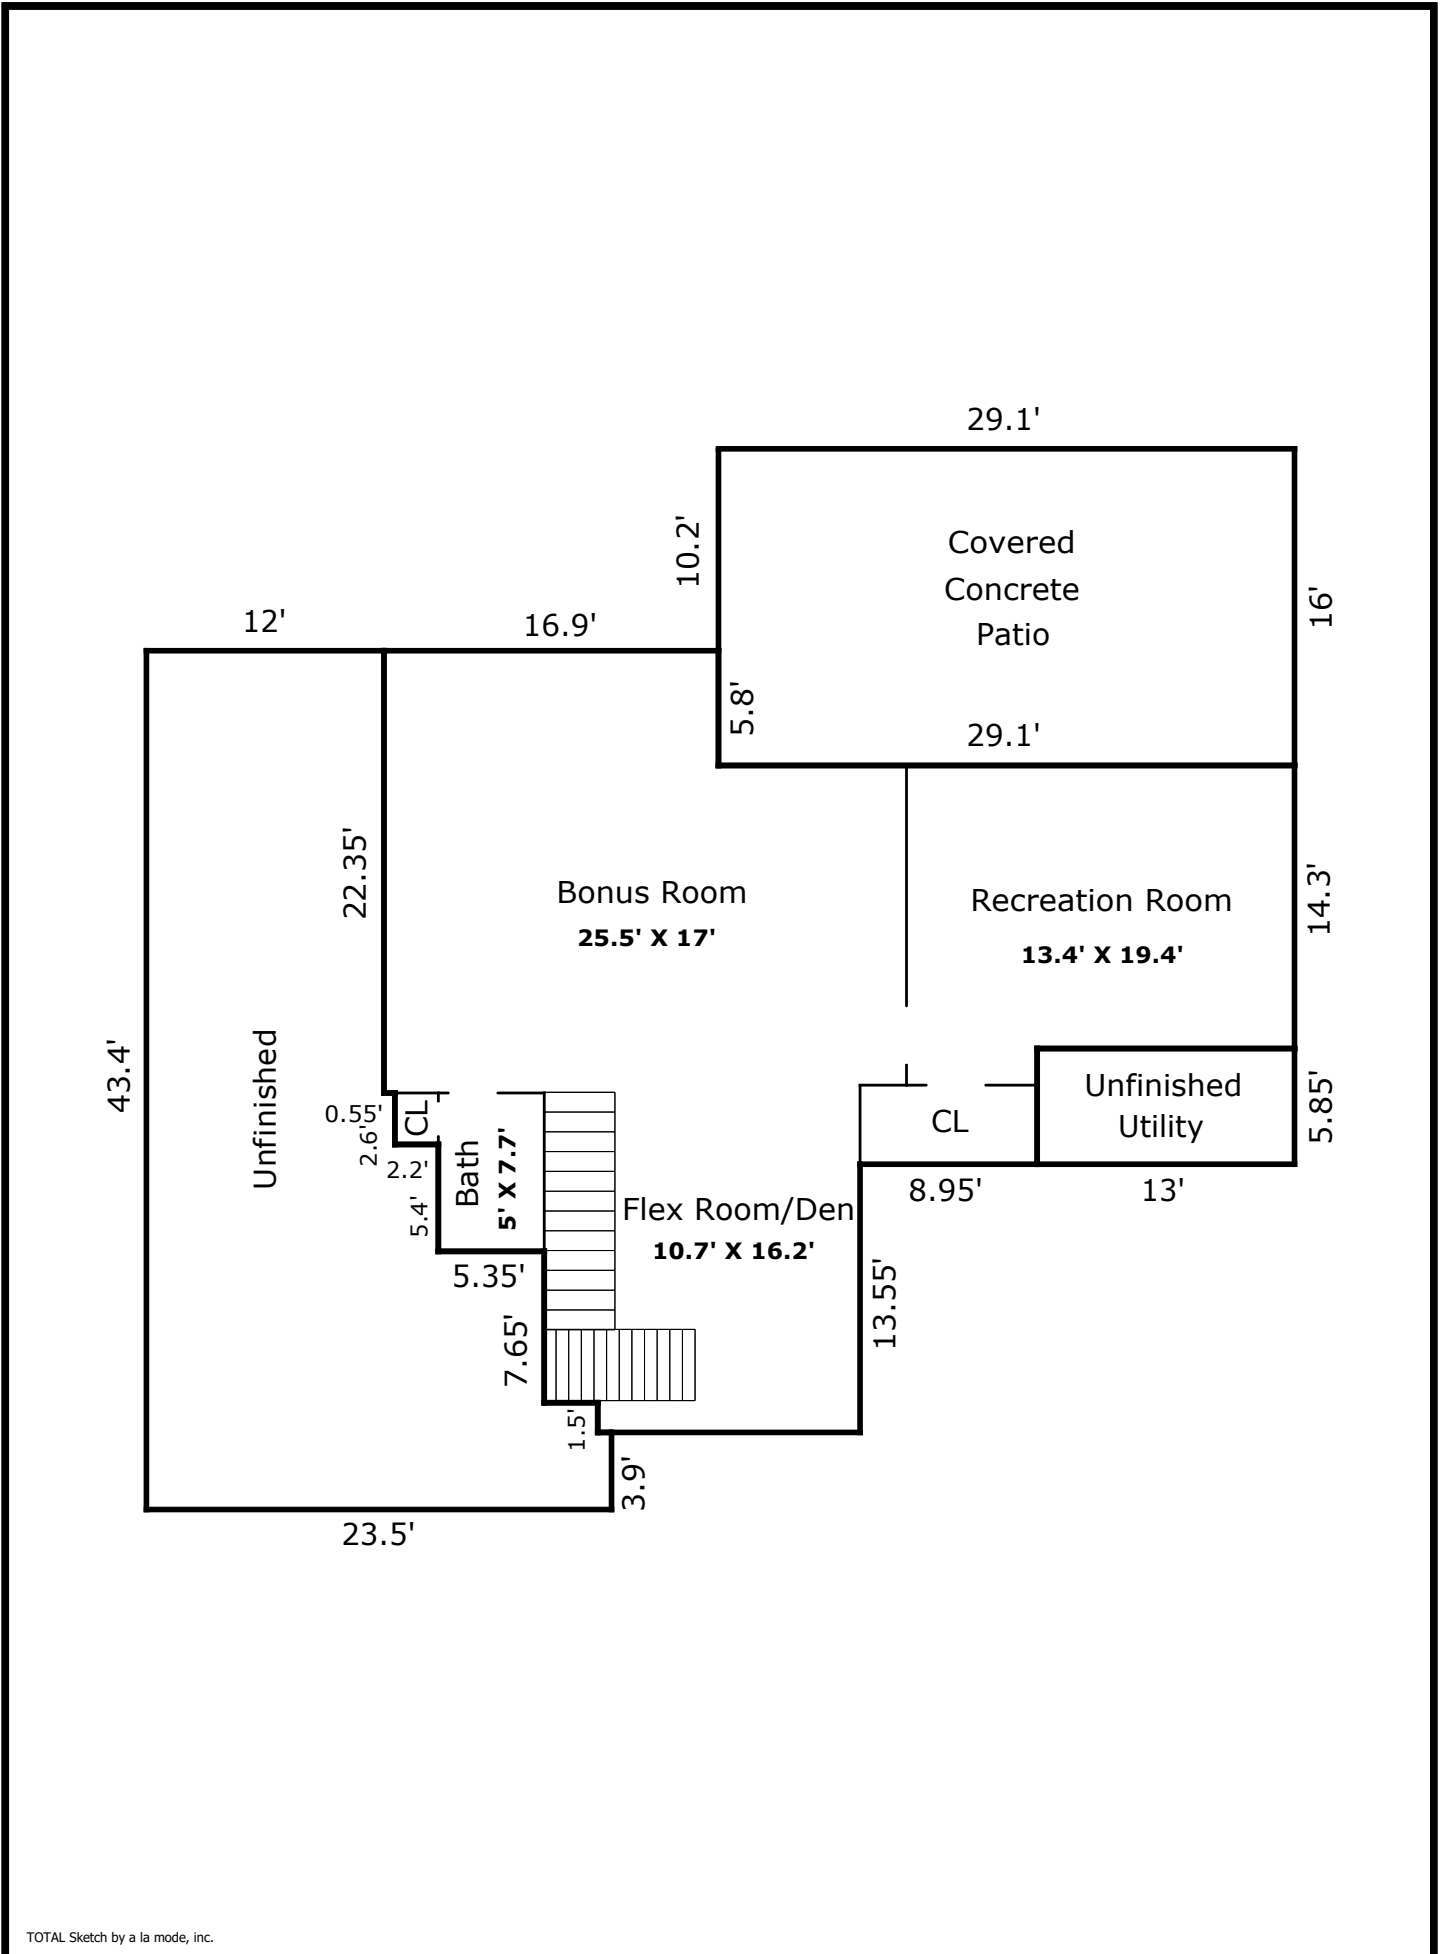 29.1'
10.2'
Covered
Concrete
Patio
16'
12'
16.9'
5.8'
29.1'
22.35'
Bonus Room
25.5' X 17'
Recreation Room
13.4' X 19.4'
14.3'
43.4'
Unfinished
0.55'
2.6'
CL
2.2'
5.4'
Bath
5' X 7.7'
5.35'
Flex Room/Den
10.7' X 16.2'
CL
Unfinished
Utility
5.85'
8.95'
13'
13.55'
7.65'
1.5'
3.9'
23.5'
TOTAL Sketch by a la mode, inc.